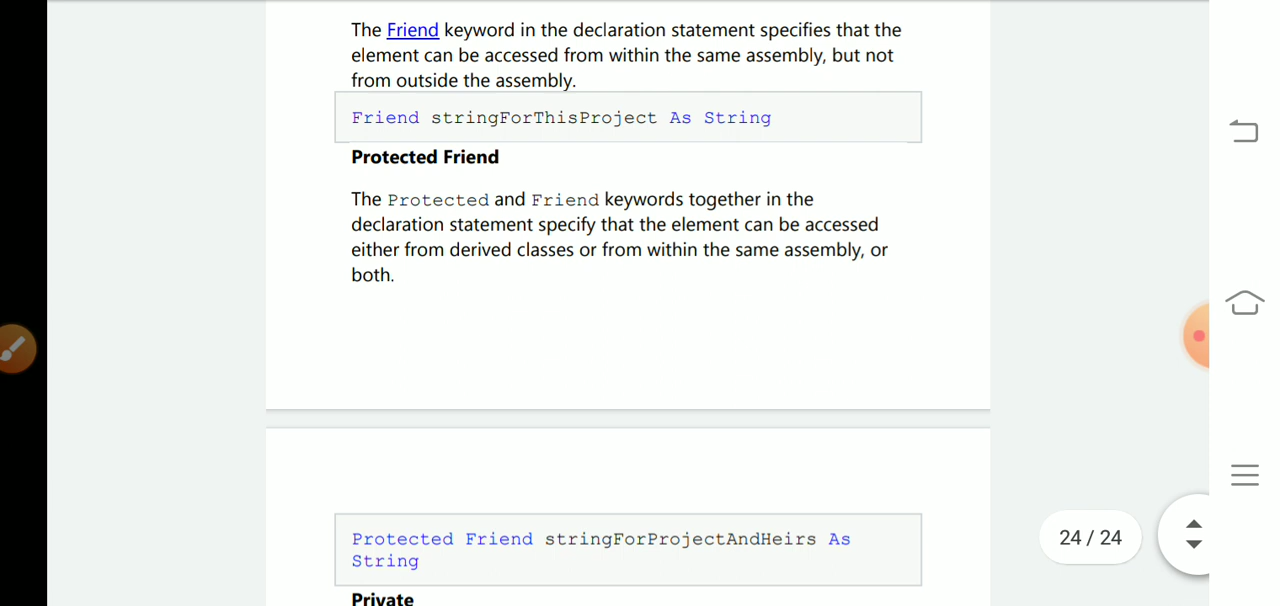 The Friend keyword in the declaration statement specifies that the
element can be accessed from within the same assembly, but not
from outside the assembly.
Friend stringForThisProject As String
Protected Friend
The Protected and Friend keywords together in the
declaration statement specify that the element can be accessed
either from derived classes or from within the same assembly, or
both.
Protected Friend stringForProjectAndHeirs As
String
24 / 24
Private